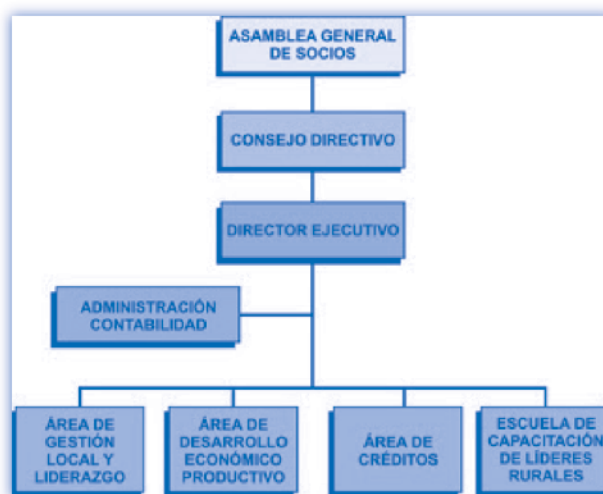 ASAMBLEA GENERAL
DE SOCIOS
CONSEJO DIRECTIVO
DIRECTOR EJECUTIVO
ADMINISTRACIÓN
CONTABILIDAD
ÁREA DE
GESTIÓN
LOCAL Y
LIDERAZGO
ÁREA DE
DESARROLLO
ECONÓMICO
PRODUCTIVO
ÁREA DE
CRÉDITOS
ESCUELA DE
CAPACITACIÓN
DE LÍDERES
RURALES